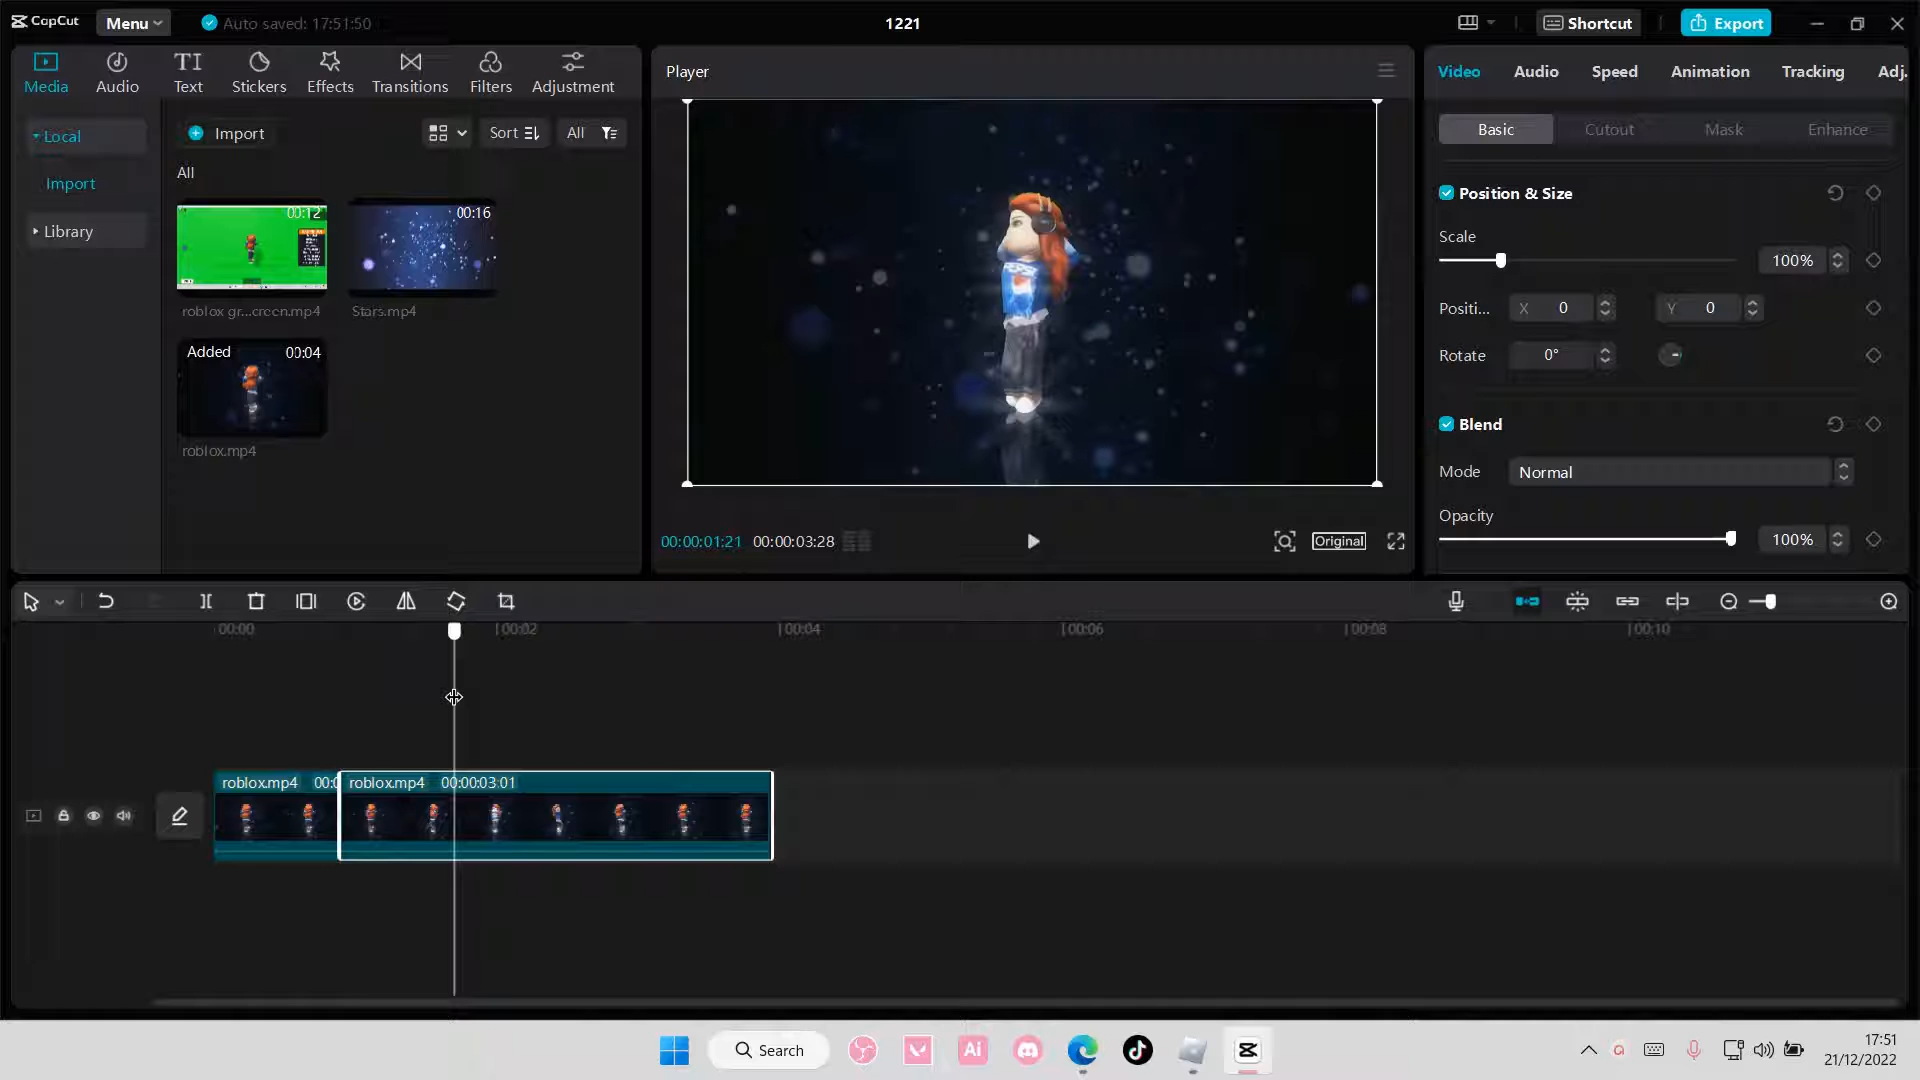 CapCut
Menu
Auto saved: 17:51:50
1221
Shortcut
Export
Media
Audio
Text
Stickers
Effects
Transitions
Filters
Adjustment
Local
Import
Library
Import
Sort
All
All
00:12
roblox gr...creen.mp4
00:16
Stars.mp4
Added
00:04
roblox.mp4
Player
00:00:01:21
00:00:03:28
Original
Video
Audio
Speed
Animation
Tracking
Adj.
Basic
Cutout
Mask
Enhance
Position & Size
Scale
100%
Positi...
X 0
Y 0
Rotate
0°
Blend
Mode
Normal
Opacity
100%
00:00
00:02
00:04
00:06
00:08
00:10
roblox.mp4 00:0
roblox.mp4 00:00:03:01
Search
Ai
17:51
21/12/2022